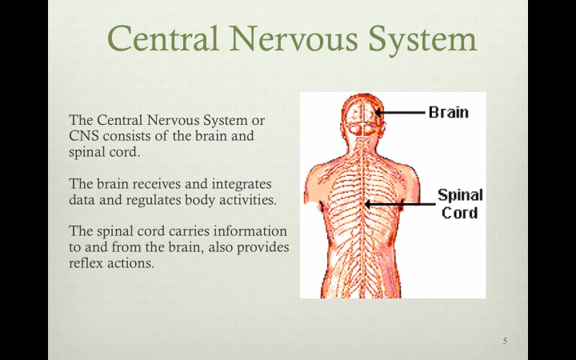 Central Nervous System
The Central Nervous System or
CNS consists of the brain and
spinal cord.
The brain receives and integrates
data and regulates body activities.
The spinal cord carries information
to and from the brain, also provides
reflex actions.
Brain
Spinal
Cord
5